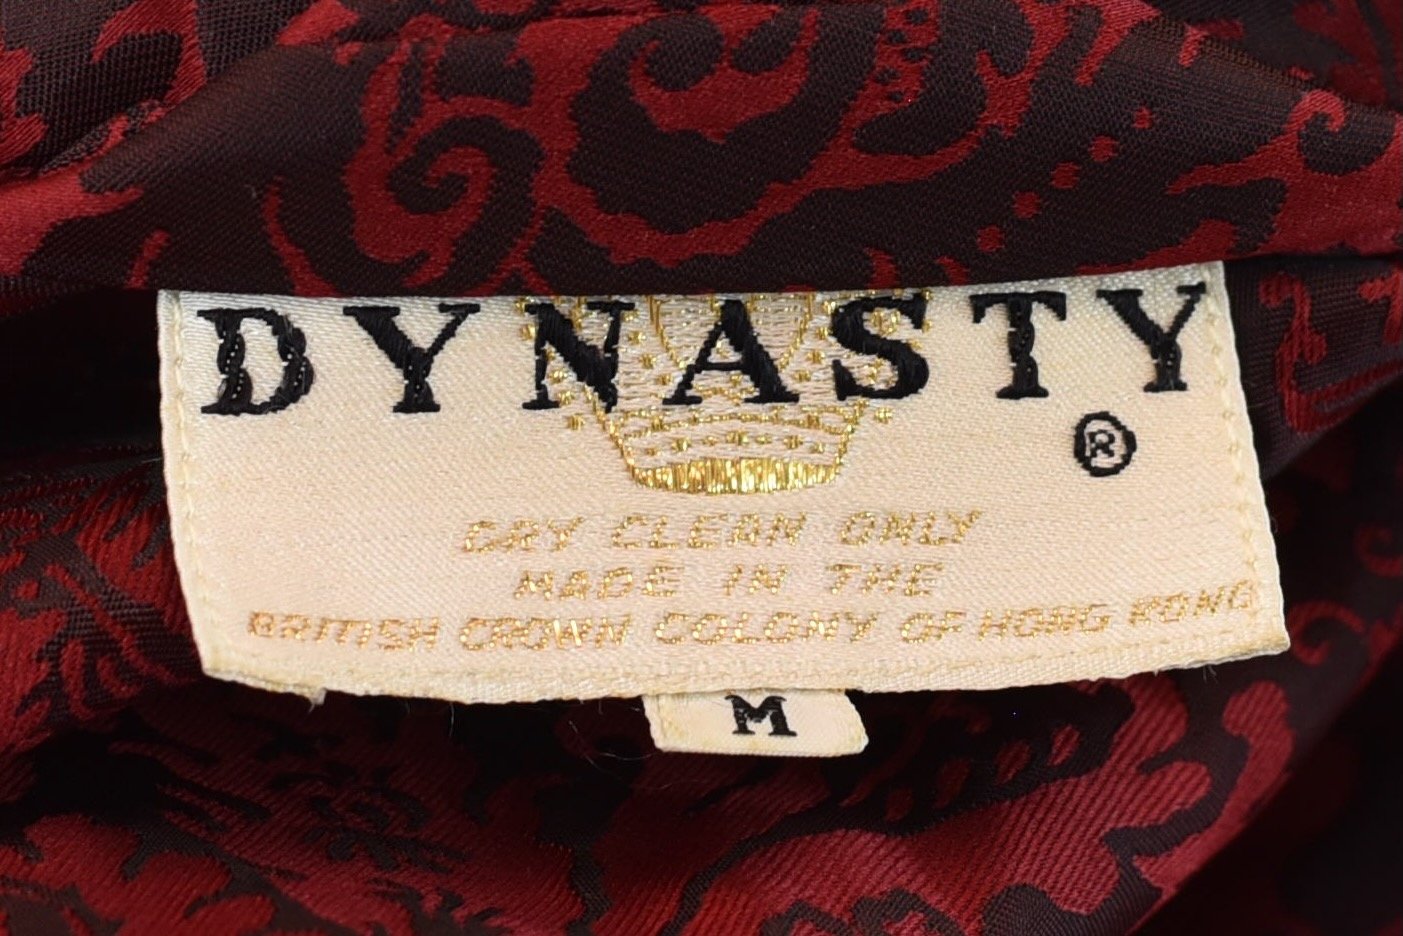 DYNASTY
®
DRY CLEAN ONLY
MADE IN THE
BRITISH CROWN COLONY OF HONG KONG
M